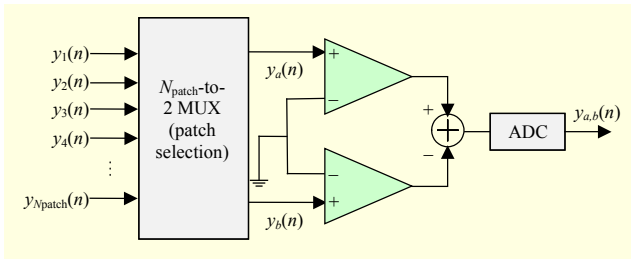 y1(n)
y2(n)
y3(n)
y4(n)
⋮
yNpatch(n)
Npatch-to-
2 MUX
(patch
selection)
ya(n)
yb(n)
+
−
−
+
+
−
ADC
ya,b(n)